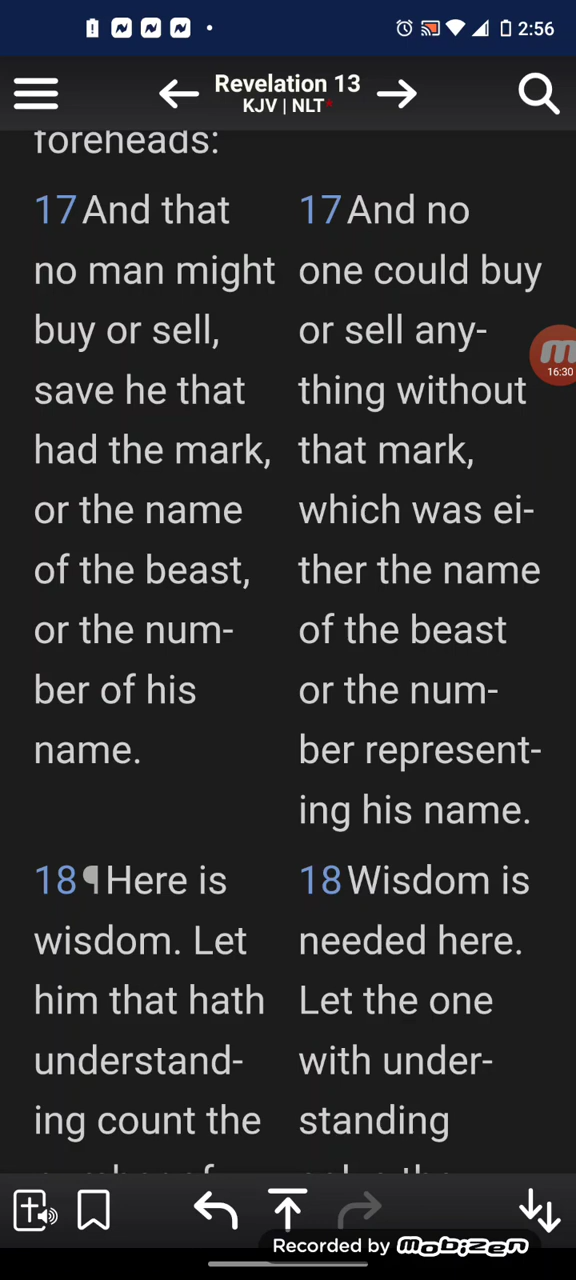 2:56
Revelation 13
KJV | NLT*
foreheads:
17 And that
no man might
buy or sell,
save he that
had the mark,
or the name
of the beast,
or the num-
ber of his
name.
18 ¶Here is
wisdom. Let
him that hath
understand-
ing count the
17 And no
one could buy
or sell any-
thing without
that mark,
which was ei-
ther the name
of the beast
or the num-
ber represent-
ing his name.
18 Wisdom is
needed here.
Let the one
with under-
standing
16:30
Recorded by mobizen